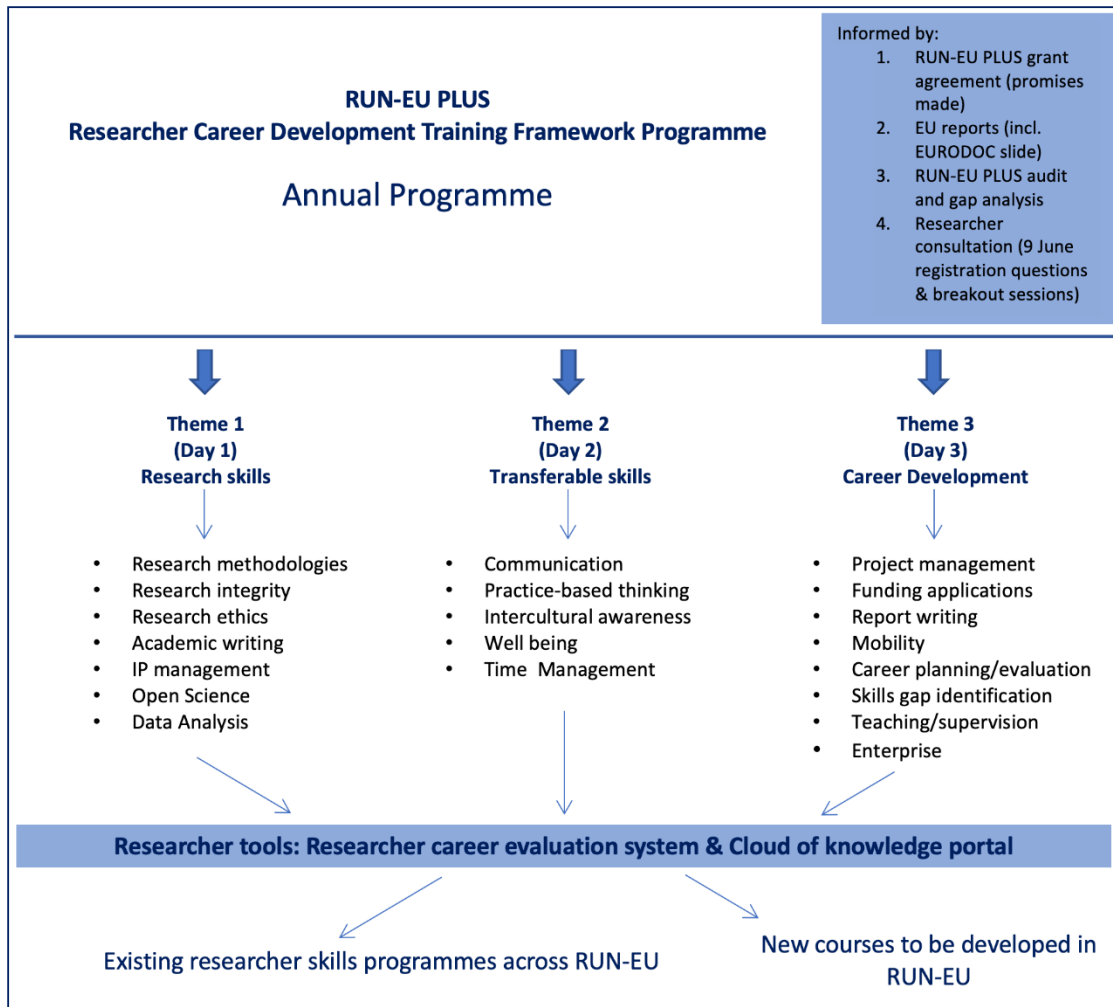 RUN-EU PLUS
Researcher Career Development Training Framework Programme
Annual Programme
Informed by:
1. RUN-EU PLUS grant
agreement (promises
made)
2. EU reports (incl.
EURODOC slide)
3. RUN-EU PLUS audit
and gap analysis
4. Researcher
consultation (9 June
registration questions
& breakout sessions)
Theme 1
(Day 1)
Research skills
• Research methodologies
• Research integrity
• Research ethics
• Academic writing
• IP management
• Open Science
• Data Analysis
Theme 2
(Day 2)
Transferable skills
• Communication
• Practice-based thinking
• Intercultural awareness
• Well being
• Time Management
Theme 3
(Day 3)
Career Development
• Project management
• Funding applications
• Report writing
• Mobility
• Career planning/evaluation
• Skills gap identification
• Teaching/supervision
• Enterprise
Researcher tools: Researcher career evaluation system & Cloud of knowledge portal
Existing researcher skills programmes across RUN-EU
New courses to be developed in
RUN-EU